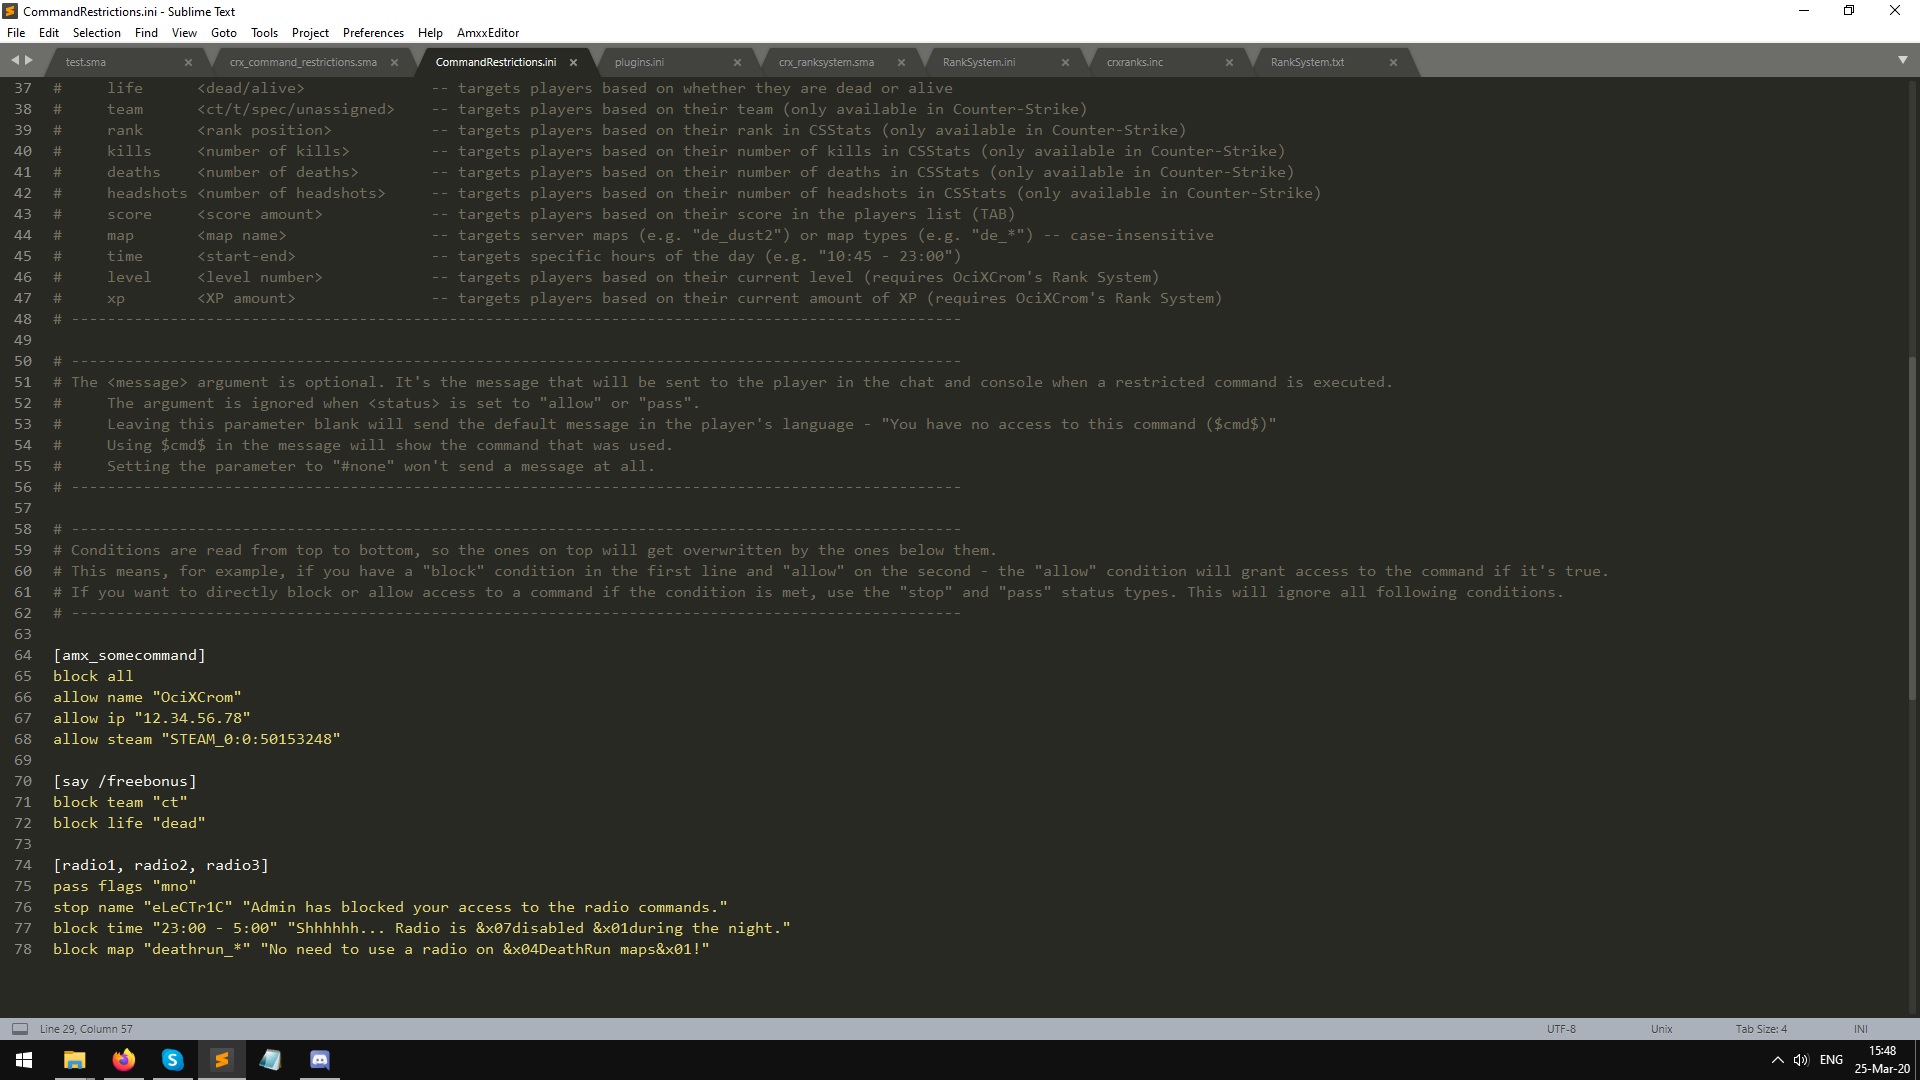 CommandRestrictions.ini - Sublime Text
File Edit Selection Find View Goto Tools Project Preferences Help AmxxEditor
test.sma crx_command_restrictions.sma CommandRestrictions.ini plugins.ini crx_ranksystem.sma RankSystem.ini crxranks.inc RankSystem.txt
37 # life <dead/alive> -- targets players based on whether they are dead or alive
38 # team <ct/t/spec/unassigned> -- targets players based on their team (only available in Counter-Strike)
39 # rank <rank position> -- targets players based on their rank in CSStats (only available in Counter-Strike)
40 # kills <number of kills> -- targets players based on their number of kills in CSStats (only available in Counter-Strike)
41 # deaths <number of deaths> -- targets players based on their number of deaths in CSStats (only available in Counter-Strike)
42 # headshots <number of headshots> -- targets players based on their number of headshots in CSStats (only available in Counter-Strike)
43 # score <score amount> -- targets players based on their score in the players list (TAB)
44 # map <map name> -- targets server maps (e.g. "de_dust2") or map types (e.g. "de_*") -- case-insensitive
45 # time <start-end> -- targets specific hours of the day (e.g. "10:45 - 23:00")
46 # level <level number> -- targets players based on their current level (requires OciXCrom's Rank System)
47 # xp <XP amount> -- targets players based on their current amount of XP (requires OciXCrom's Rank System)
48 # ---------------------------------------------------------------------------------------------------
49
50 # ---------------------------------------------------------------------------------------------------
51 # The <message> argument is optional. It's the message that will be sent to the player in the chat and console when a restricted command is executed.
52 # The argument is ignored when <status> is set to "allow" or "pass".
53 # Leaving this parameter blank will send the default message in the player's language - "You have no access to this command ($cmd$)"
54 # Using $cmd$ in the message will show the command that was used.
55 # Setting the parameter to "#none" won't send a message at all.
56 # ---------------------------------------------------------------------------------------------------
57
58 # ---------------------------------------------------------------------------------------------------
59 # Conditions are read from top to bottom, so the ones on top will get overwritten by the ones below them.
60 # This means, for example, if you have a "block" condition in the first line and "allow" on the second - the "allow" condition will grant access to the command if it's true.
61 # If you want to directly block or allow access to a command if the condition is met, use the "stop" and "pass" status types. This will ignore all following conditions.
62 # ---------------------------------------------------------------------------------------------------
63
64 [amx_somecommand]
65 block all
66 allow name "OciXCrom"
67 allow ip "12.34.56.78"
68 allow steam "STEAM_0:0:50153248"
69
70 [say /freebonus]
71 block team "ct"
72 block life "dead"
73
74 [radio1, radio2, radio3]
75 pass flags "mno"
76 stop name "eLeCTr1C" "Admin has blocked your access to the radio commands."
77 block time "23:00 - 5:00" "Shhhhhh... Radio is &x07disabled &x01during the night."
78 block map "deathrun_*" "No need to use a radio on &x04DeathRun maps&x01!"
Line 29, Column 57 UTF-8 Unix Tab Size: 4 INI
ENG 15:48
25-Mar-20